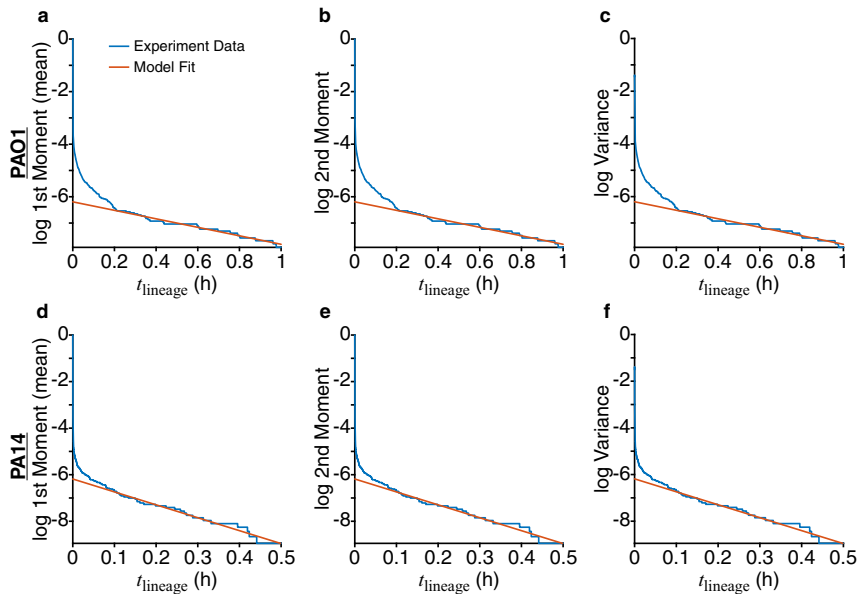 a
b
c
Experiment Data
Model Fit
PAO1
log 1st Moment (mean)
0
-2
-4
-6
0 0.2 0.4 0.6 0.8 1
t lineage (h)
log 2nd Moment
0
-2
-4
-6
0 0.2 0.4 0.6 0.8 1
t lineage (h)
log Variance
0
-2
-4
-6
0 0.2 0.4 0.6 0.8 1
t lineage (h)
d
e
f
PA14
log 1st Moment (mean)
0
-2
-4
-6
-8
0 0.1 0.2 0.3 0.4 0.5
t lineage (h)
log 2nd Moment
0
-2
-4
-6
-8
0 0.1 0.2 0.3 0.4 0.5
t lineage (h)
log Variance
0
-2
-4
-6
-8
0 0.1 0.2 0.3 0.4 0.5
t lineage (h)